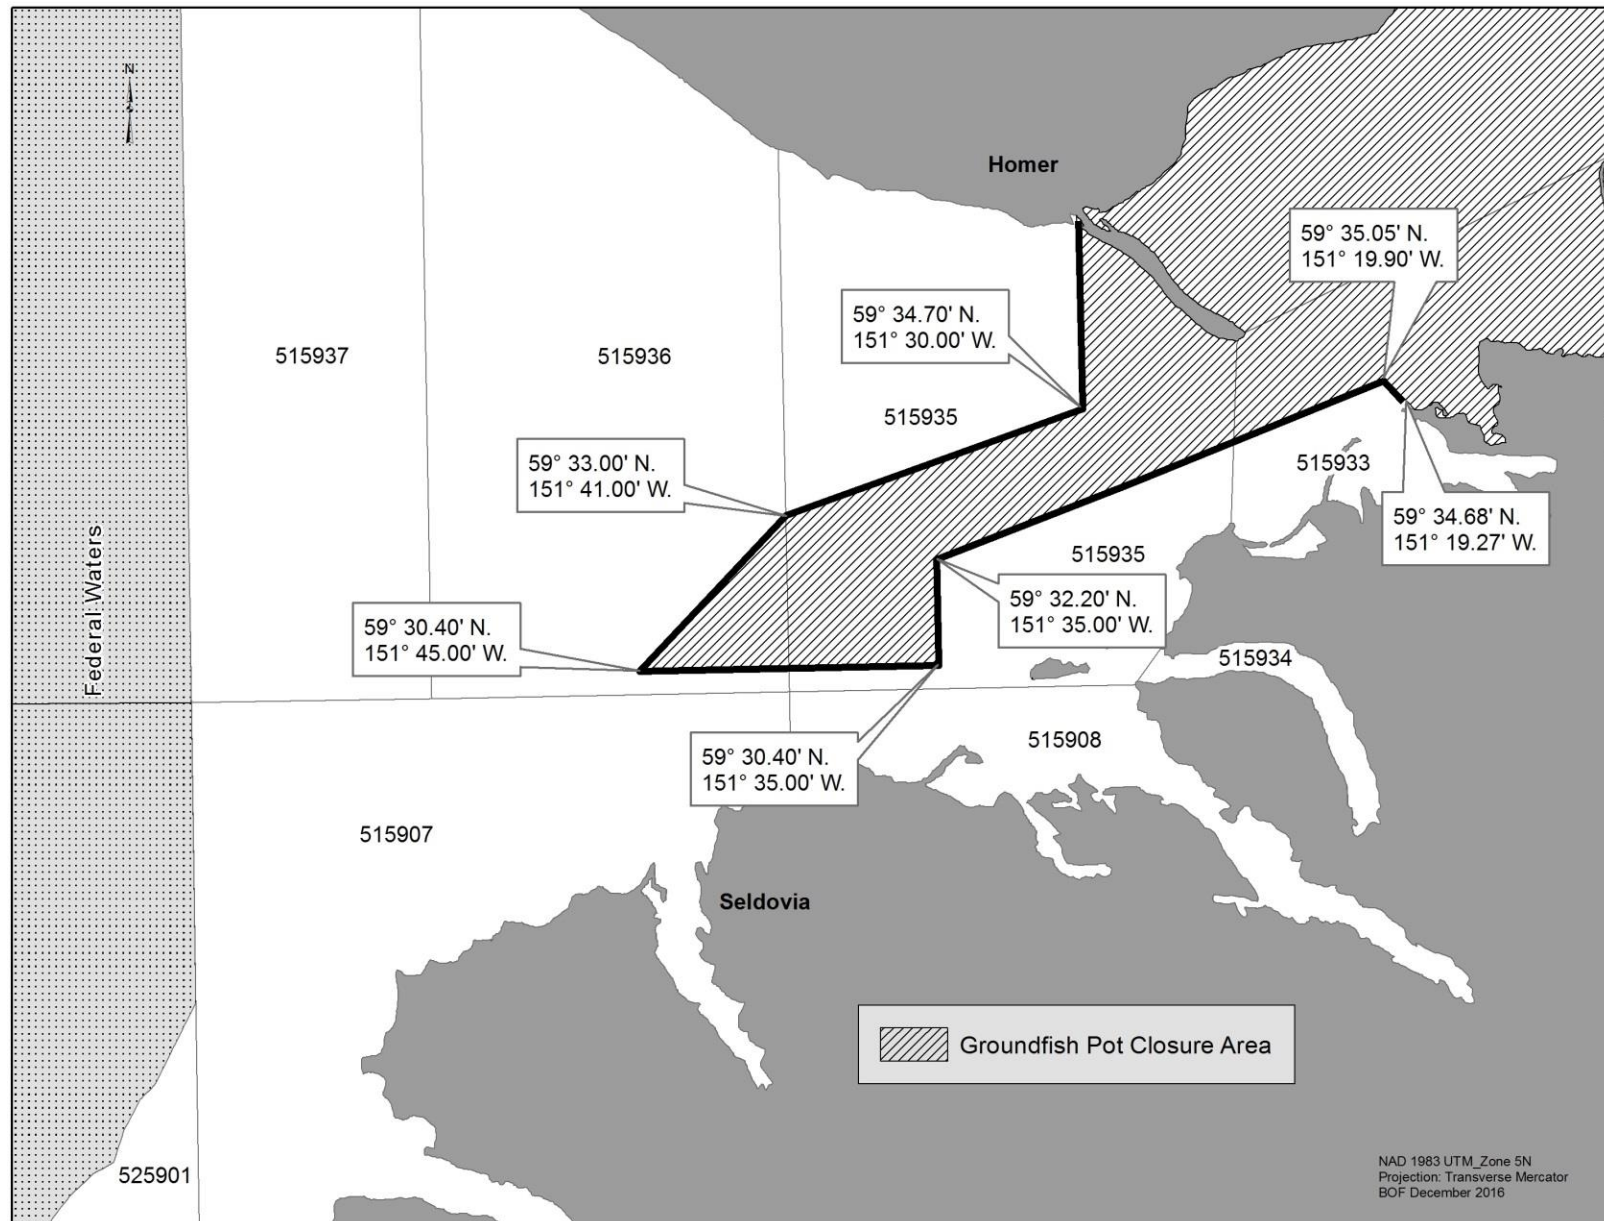 N
Homer
59° 35.05' N.
151° 19.90' W.
59° 34.70' N.
151° 30.00' W.
515937
515936
515935
59° 33.00' N.
151° 41.00' W.
515933
59° 34.68' N.
151° 19.27' W.
Federal Waters
515935
59° 32.20' N.
151° 35.00' W.
59° 30.40' N.
151° 45.00' W.
515934
59° 30.40' N.
151° 35.00' W.
515908
515907
Seldovia
Groundfish Pot Closure Area
525901
NAD 1983 UTM_Zone 5N
Projection: Transverse Mercator
BOF December 2016